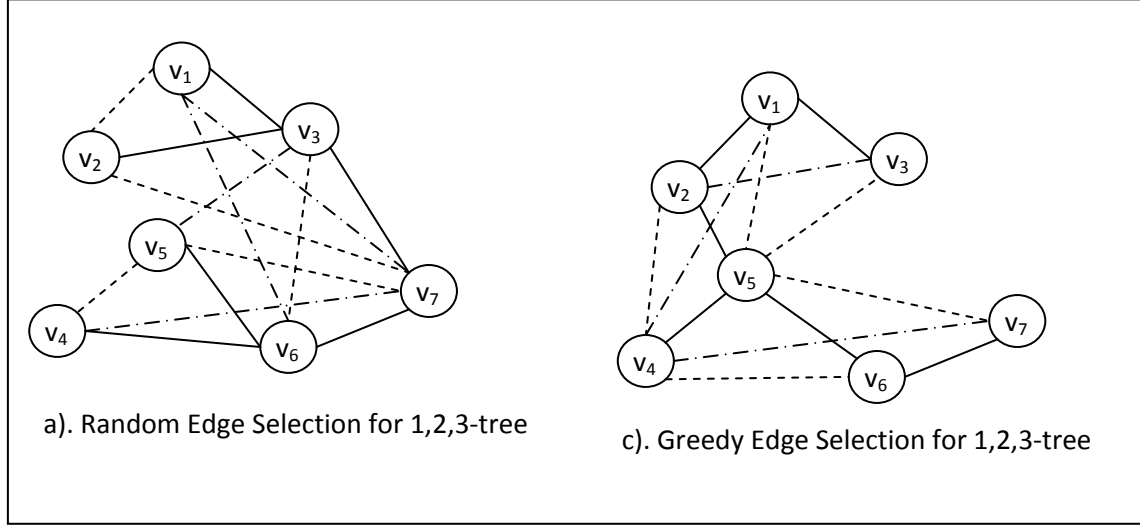 v₁
v₂
v₃
v₅
v₇
v₄
v₆
a). Random Edge Selection for 1,2,3-tree
v₁
v₃
v₂
v₅
v₇
v₄
v₆
c). Greedy Edge Selection for 1,2,3-tree